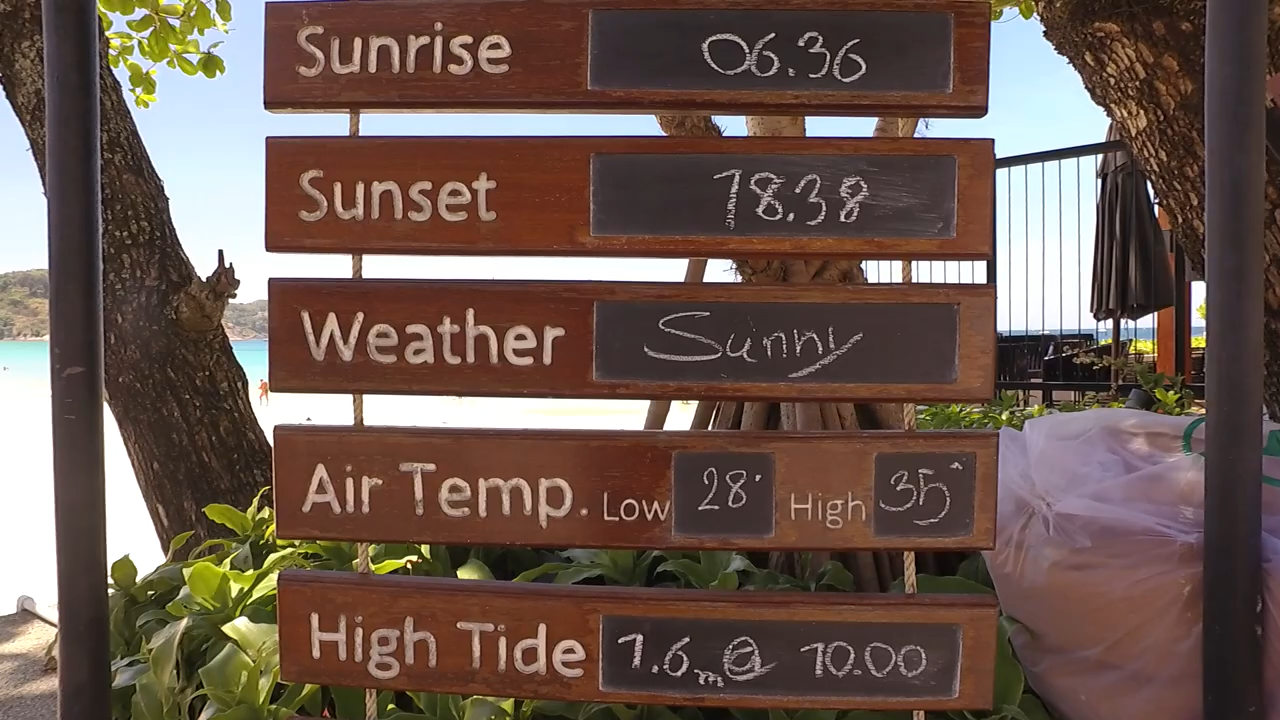 Sunrise 06.36
Sunset 18.38
Weather Sunny
Air Temp. Low 28° High 35°
High Tide 1.6m@ 10.00